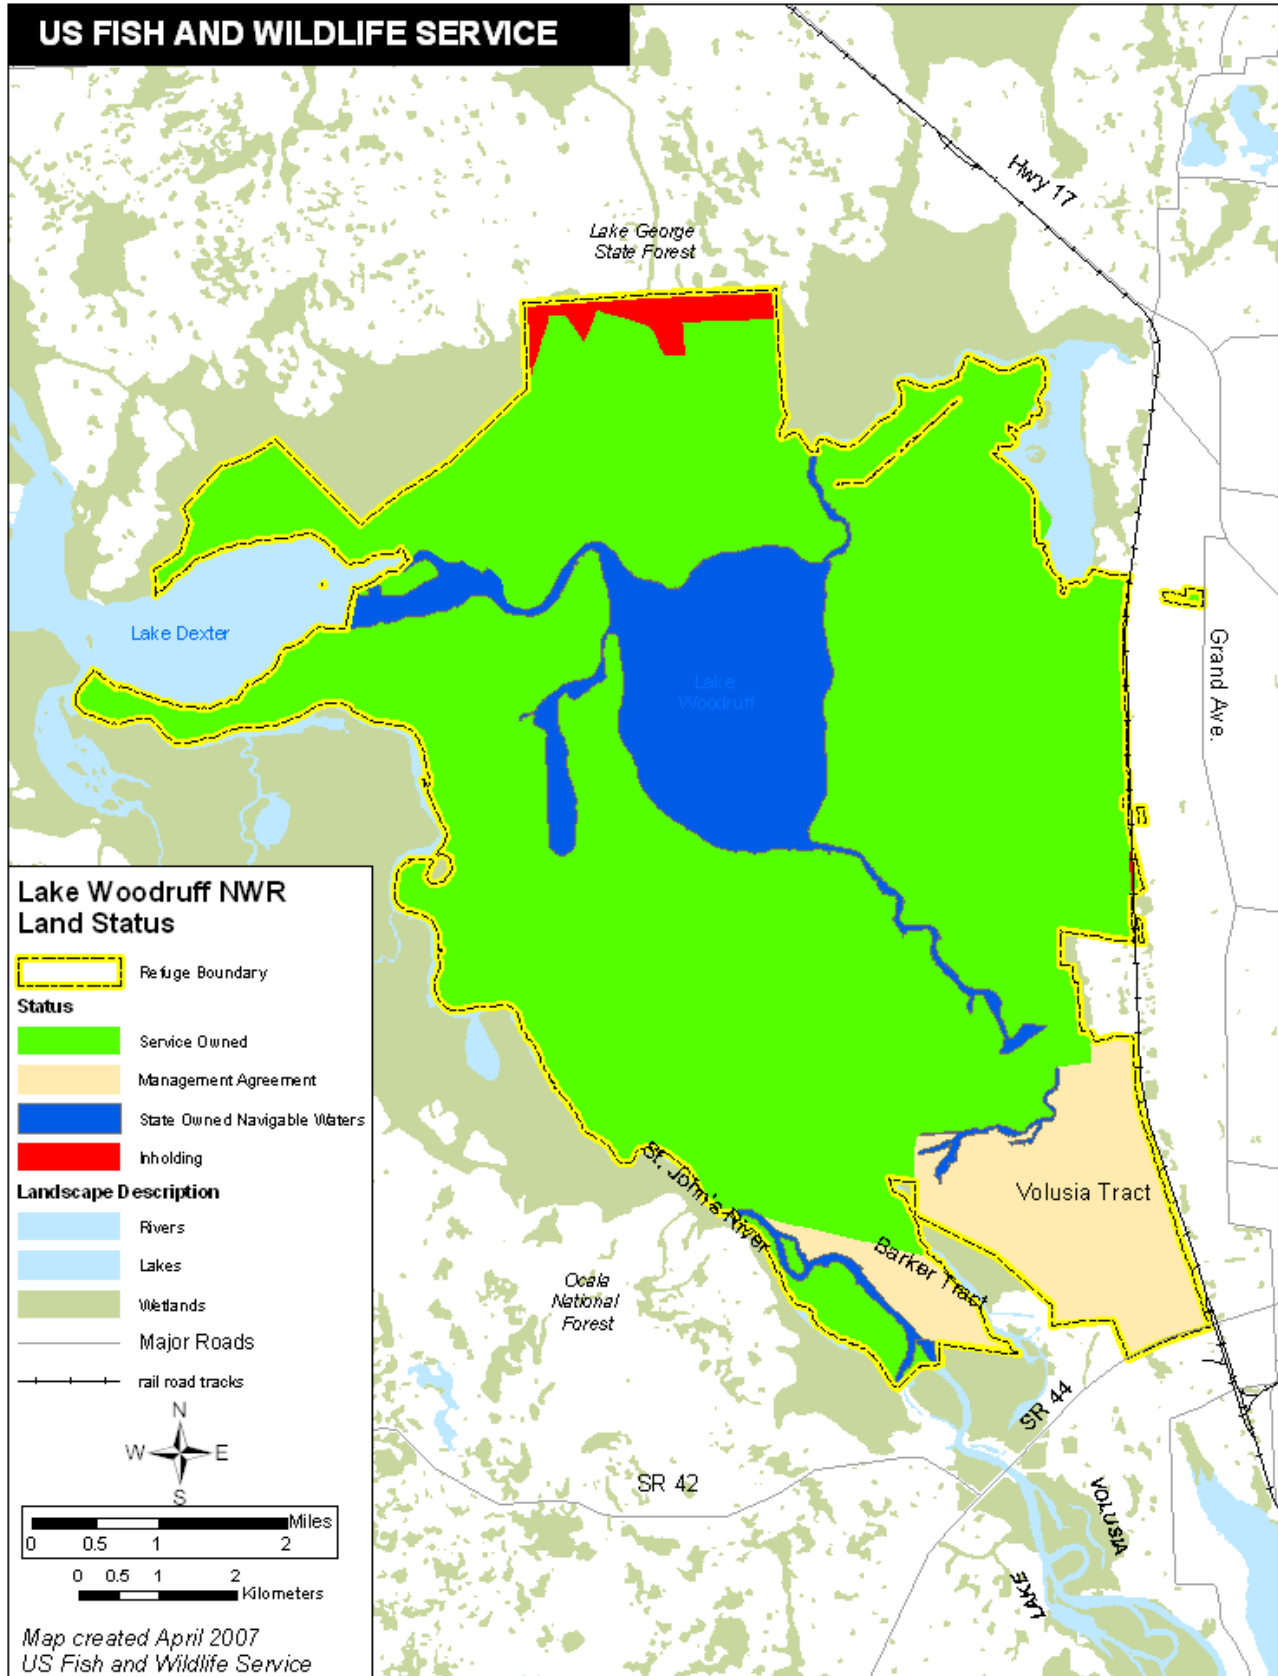 US FISH AND WILDLIFE SERVICE
Hwy 17
Lake George
State Forest
Lake Dexter
Lake
Woodruff
Grand Ave.
Lake Woodruff NWR
Land Status
Refuge Boundary
Status
Service Owned
Management Agreement
State Owned Navigable Waters
Inholding
Landscape Description
Rivers
Lakes
Wetlands
Major Roads
rail road tracks
N
W E
S
Miles
0 0.5 1 2
0 0.5 1 2
Kilometers
Map created April 2007
US Fish and Wildlife Service
St. John's River
Volusia Tract
Barker Tract
Ocala
National
Forest
SR 44
SR 42
VOLUSIA
LAKE